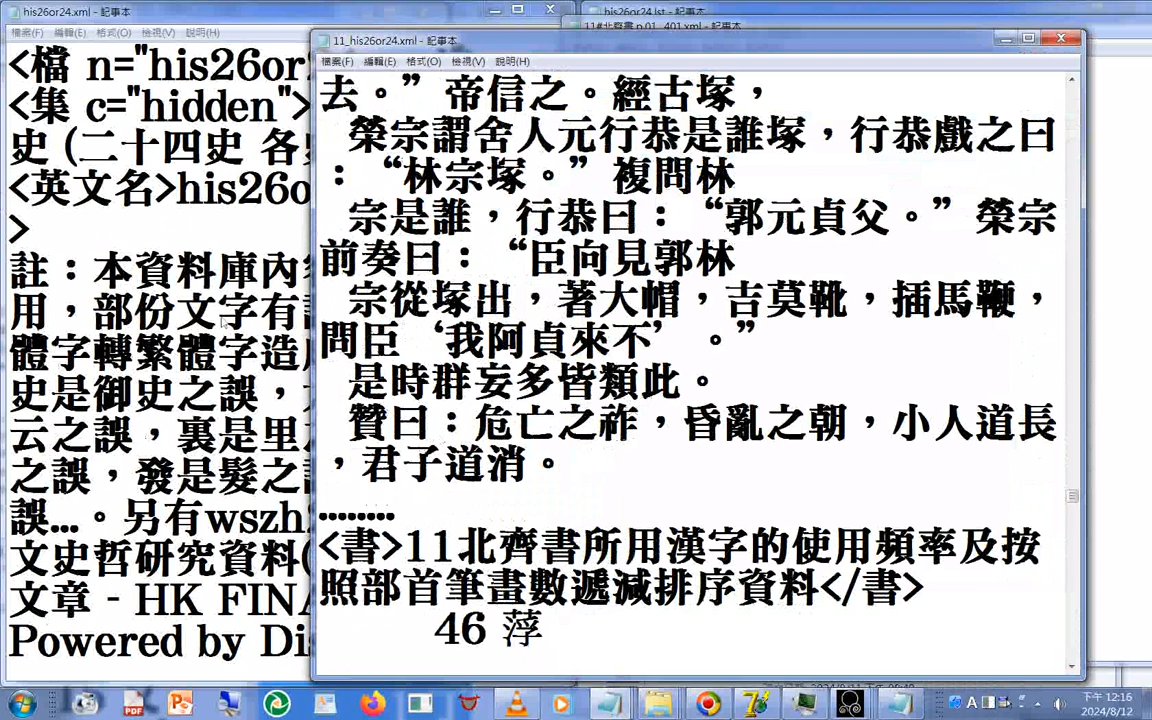 his26or24.xml - 記事本
his26or24.lst - 記事本
11#北齊書 p.01_401.xml - 記事本
檔案(F) 編輯(E) 格式(O) 檢視(V) 說明(H)
<檔 n="his26or
<集 c="hidden">
史 (二十四史 各
<英文名>his26o
>
註：本資料庫內
用，部份文字有
體字轉繁體字造
史是御史之誤，
云之誤，裏是里
之誤，發是髮之
誤...。另有wszh
文史哲研究資料(
文章 - HK FINA
Powered by Di
11_his26or24.xml - 記事本
檔案(F) 編輯(E) 格式(O) 檢視(V) 說明(H)
去。”帝信之。經古塚，
榮宗謂舍人元行恭是誰塚，行恭戲之曰
：“林宗塚。”複問林
宗是誰，行恭曰：“郭元貞父。”榮宗
前奏曰：“臣向見郭林
宗從塚出，著大帽，吉莫靴，插馬鞭，
問臣‘我阿貞來不’。”
是時群妄多皆類此。
贊曰：危亡之祚，昏亂之朝，小人道長
，君子道消。
........
<書>11北齊書所用漢字的使用頻率及按
照部首筆畫數遞減排序資料</書>
46 䓬
下午 12:16
2024/8/12